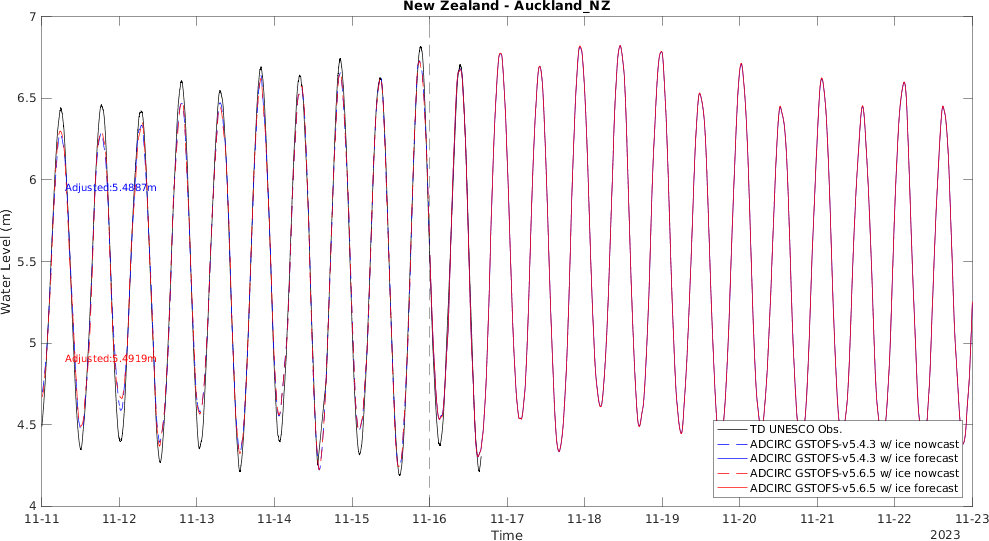 New Zealand - Auckland_NZ
7
6.5
6
5.5
5
4.5
4
Water Level (m)
Adjusted:5.4887m
Adjusted:5.4919m
TD UNESCO Obs.
ADCIRC GSTOFS-v5.4.3 w/ ice nowcast
ADCIRC GSTOFS-v5.4.3 w/ ice forecast
ADCIRC GSTOFS-v5.6.5 w/ ice nowcast
ADCIRC GSTOFS-v5.6.5 w/ ice forecast
11-11 11-12 11-13 11-14 11-15 11-16 11-17 11-18 11-19 11-20 11-21 11-22 11-23
Time
2023